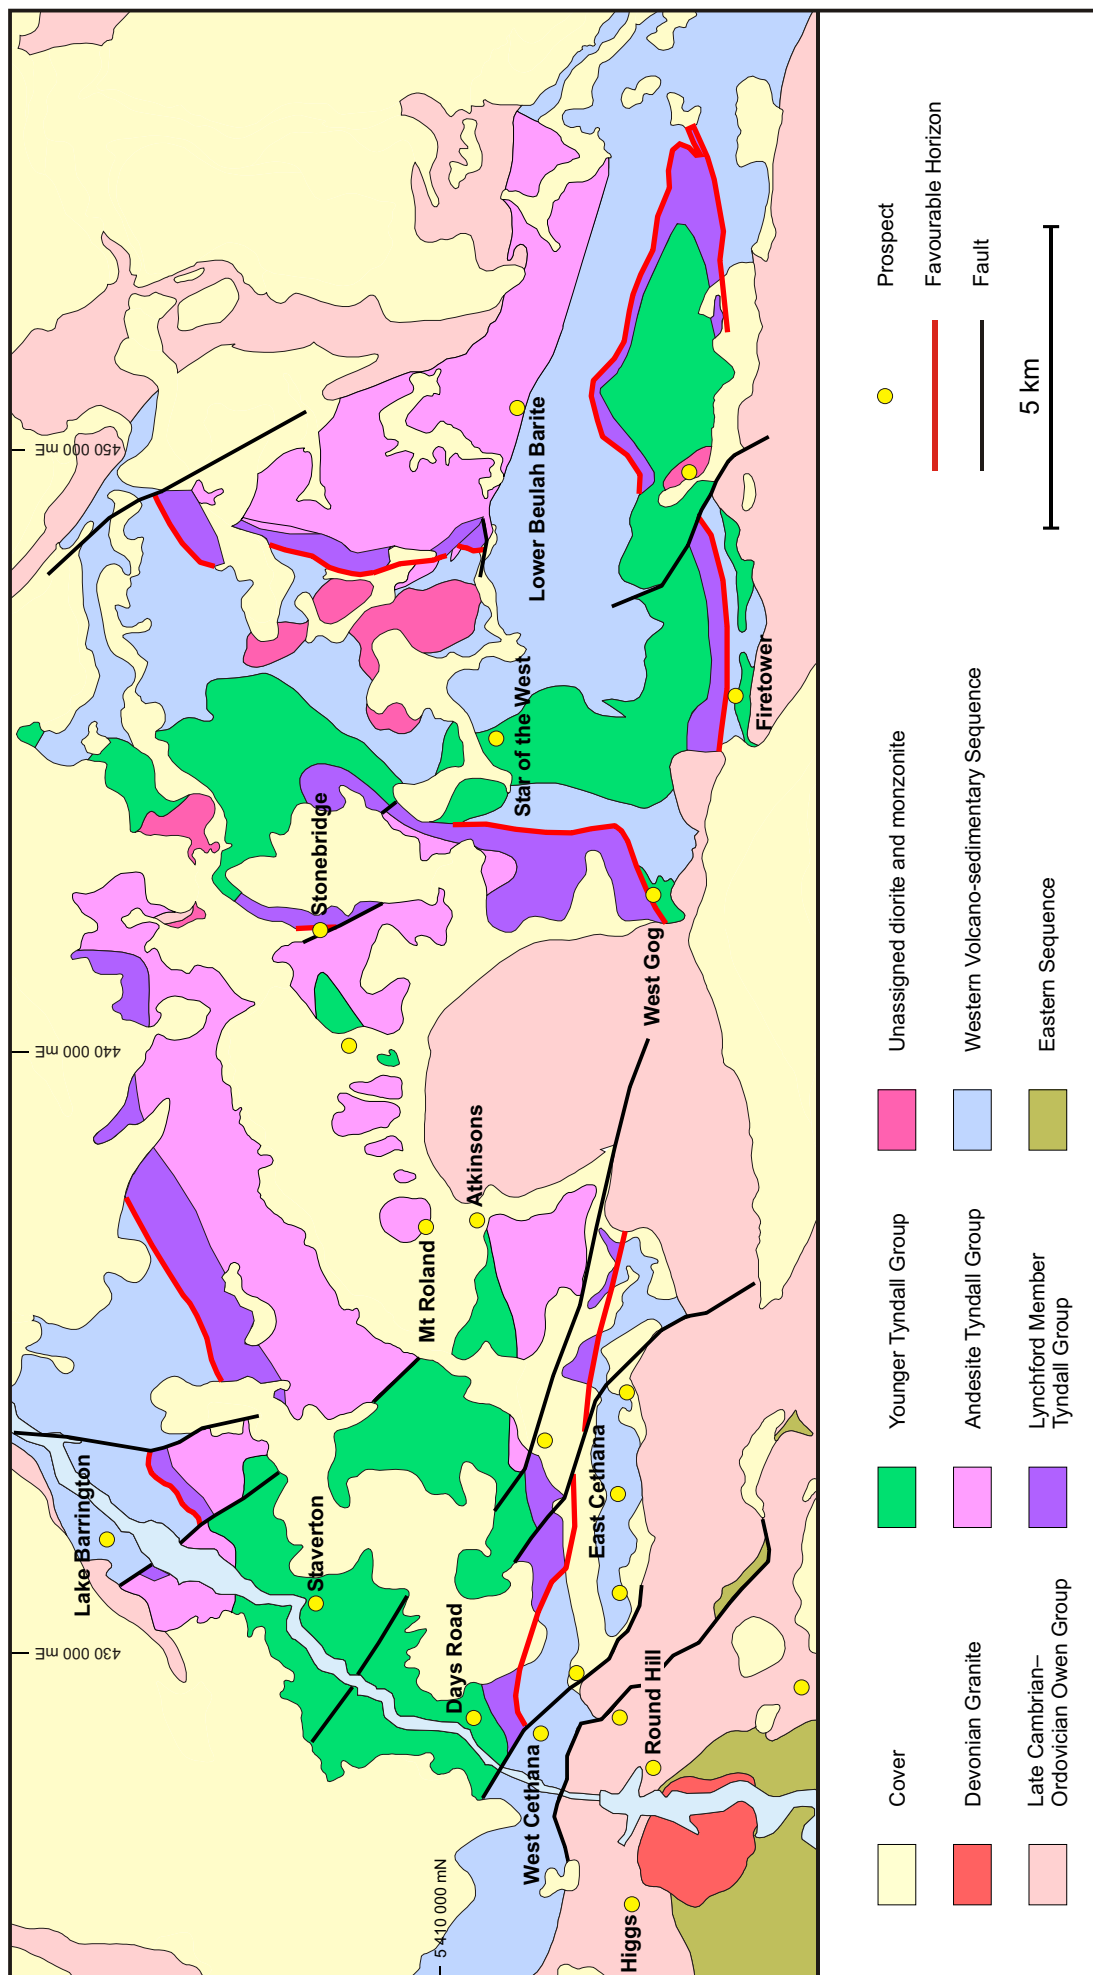 430 000 mE
440 000 mE
450 000 mE
5 410 000 mN
Lake Barrington
Staverton
Stonebridge
Days Road
Mt Roland
Atkinsons
Star of the West
Lower Beulah Barite
West Cethana
East Cethana
Higgs
Round Hill
West Gog
Firetower
Cover
Devonian Granite
Late Cambrian–
Ordovician Owen Group
Younger Tyndall Group
Andesite Tyndall Group
Lynchford Member
Tyndall Group
Unassigned diorite and monzonite
Western Volcano-sedimentary Sequence
Eastern Sequence
Prospect
Favourable Horizon
Fault
5 km